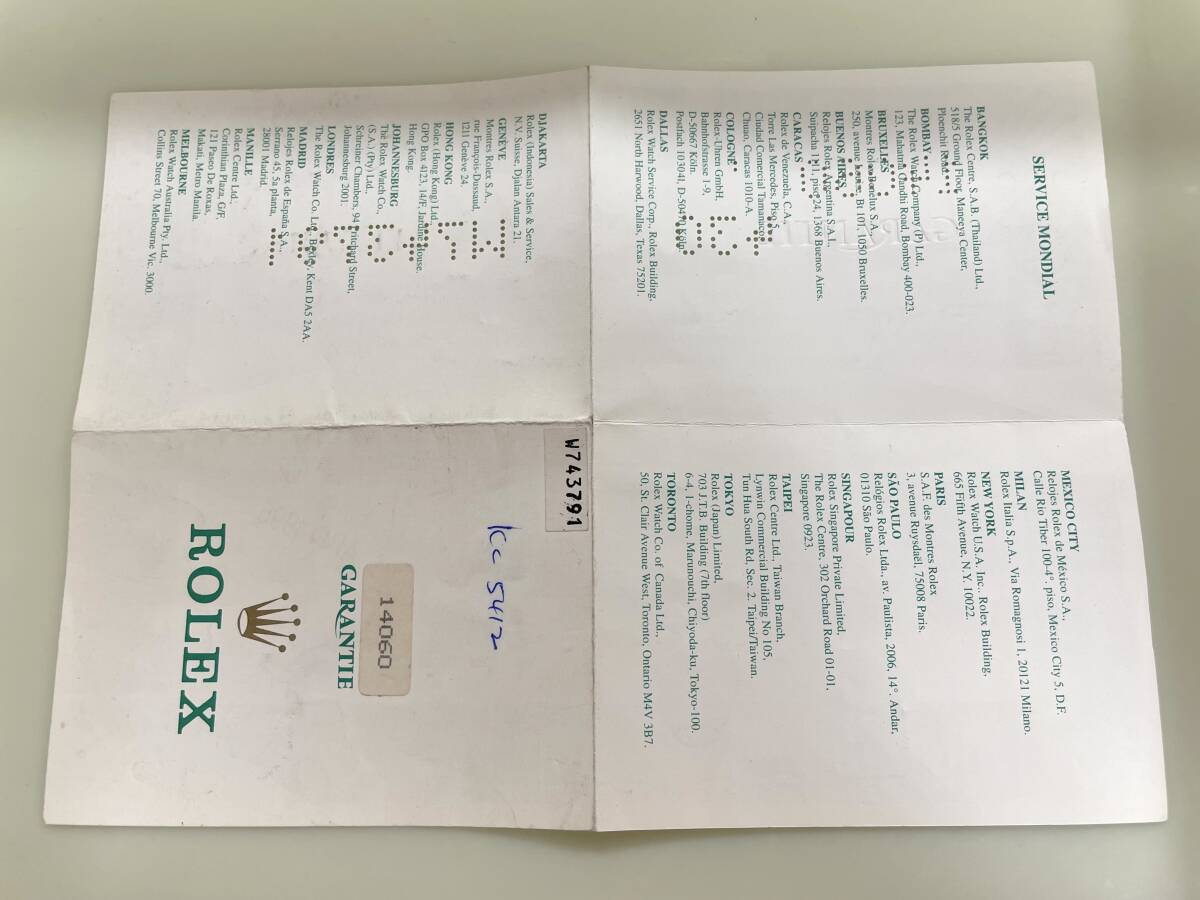 SERVICE MONDIAL
BANGKOK
The Rolex Centre, S.A.B. (Thailand) Ltd.,
518/5 Ground Floor, Maneeya Center,
Ploenchit Road.
BOMBAY
The Rolex Watch Company (P) Ltd.,
123, Mahatma Gandhi Road, Bombay 400-023.
BRUXELLES
Montres Rolex Benelux S.A.,
250, avenue Louise, Bt 101, 1050 Bruxelles.
BUENOS AIRES
Relojes Rolex Argentina S.A.I.,
Suipacha 1111, piso 24, 1368 Buenos Aires.
CARACAS
Rolex de Venezuela, C.A.,
Torre Las Mercedes, Piso 5,
Ciudad Comercial Tamanaco,
Chuao, Caracas 1010-A.
COLOGNE
Rolex-Uhren GmbH,
Bahnhofstrasse 1-9,
D-50667 Köln.
Postfach 103041, D-50470 Köln.
DALLAS
Rolex Watch Service Corp., Rolex Building,
2651 North Harwood, Dallas, Texas 75201.
DJAKARTA
Rolex (Indonesia) Sales & Service,
N.V. Suisse, Djalan Antara 21.
GENÈVE
Montres Rolex S.A.,
rue François-Dussaud,
1211 Genève 24.
HONG KONG
Rolex (Hong Kong) Ltd.
GPO Box 4123, 14/F, Jardine House,
Hong Kong.
JOHANNESBURG
The Rolex Watch Co.,
(S.A.) (Pty) Ltd.,
Schreiner Chambers, 94 Pritchard Street,
Johannesburg 2001.
LONDRES
The Rolex Watch Co. Ltd., Bexley, Kent DA5 2AA.
MADRID
Relojes Rolex de España S.A.,
Serrano 45, 5a planta,
28001 Madrid.
MANILLE
Rolex Centre Ltd.,
Corinthian Plaza, G/F,
121 Paseo De Roxas,
Makati, Metro Manila.
MELBOURNE
Rolex Watch Australia Pty. Ltd.,
Collins Street 70, Melbourne Vic. 3000.
MEXICO CITY
Relojes Rolex de México S.A.,
Calle Rio Tiber 100-4°. piso, Mexico City 5, D.F.
MILAN
Rolex Italia S.p.A., Via Romagnosi 1, 20121 Milano.
NEW YORK
Rolex Watch U.S.A. Inc., Rolex Building,
665 Fifth Avenue, N.Y. 10022.
PARIS
S.A.F. des Montres Rolex
3, avenue Ruysdaël, 75008 Paris.
SÃO PAULO
Relógios Rolex Ltda., av. Paulista, 2006, 14°. Andar,
01310 São Paulo.
SINGAPOUR
Rolex Singapore Private Limited,
The Rolex Centre, 302 Orchard Road 01-01,
Singapore 0923.
TAIPEI
Rolex Centre Ltd., Taiwan Branch,
Lynwin Commercial Building No 105,
Tun Hua South Rd, Sec. 2. Taipei/Taiwan.
TOKYO
Rolex (Japan) Limited,
703 J.T.B. Building (7th floor)
6-4, 1-chome, Marunouchi, Chiyoda-ku, Tokyo-100.
TORONTO
Rolex Watch Co. of Canada Ltd.,
50, St. Clair Avenue West, Toronto, Ontario M4V 3B7.
W743791
Kc 5412
14060
GARANTIE
ROLEX